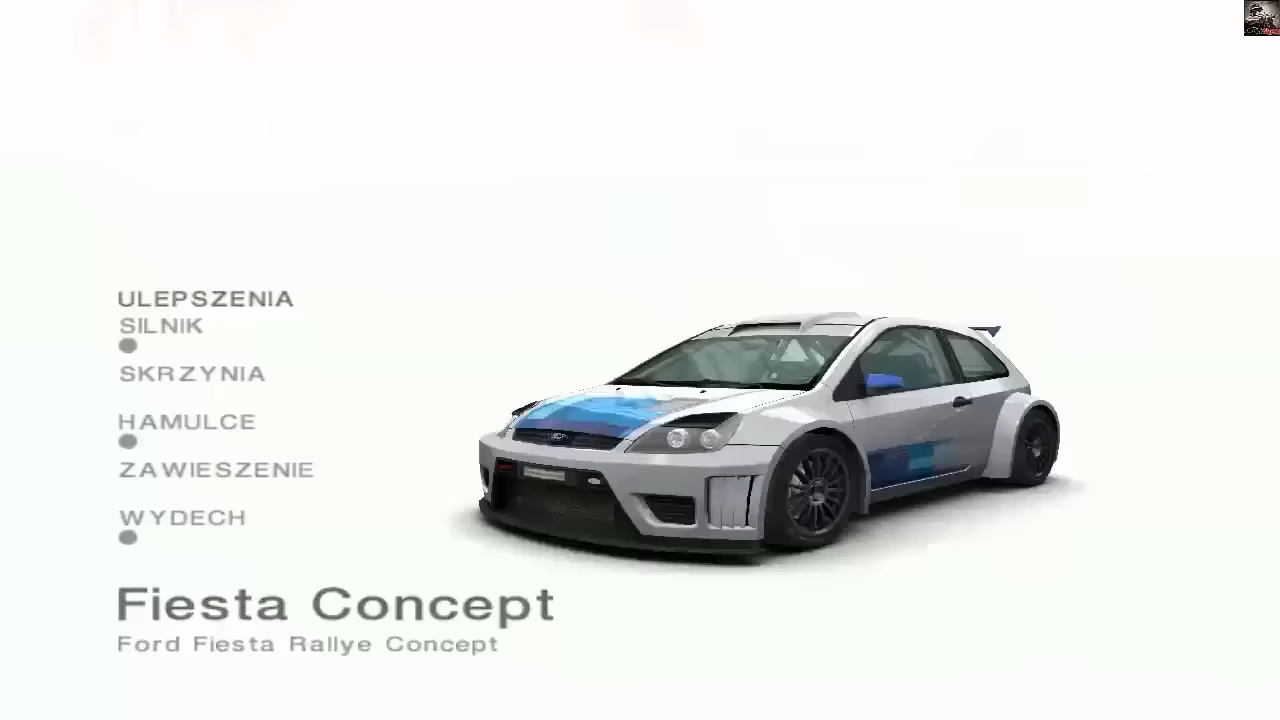 ULEPSZENIA
SILNIK
SKRZYNIA
HAMULCE
ZAWIESZENIE
WYDECH
Fiesta Concept
Ford Fiesta Rallye Concept